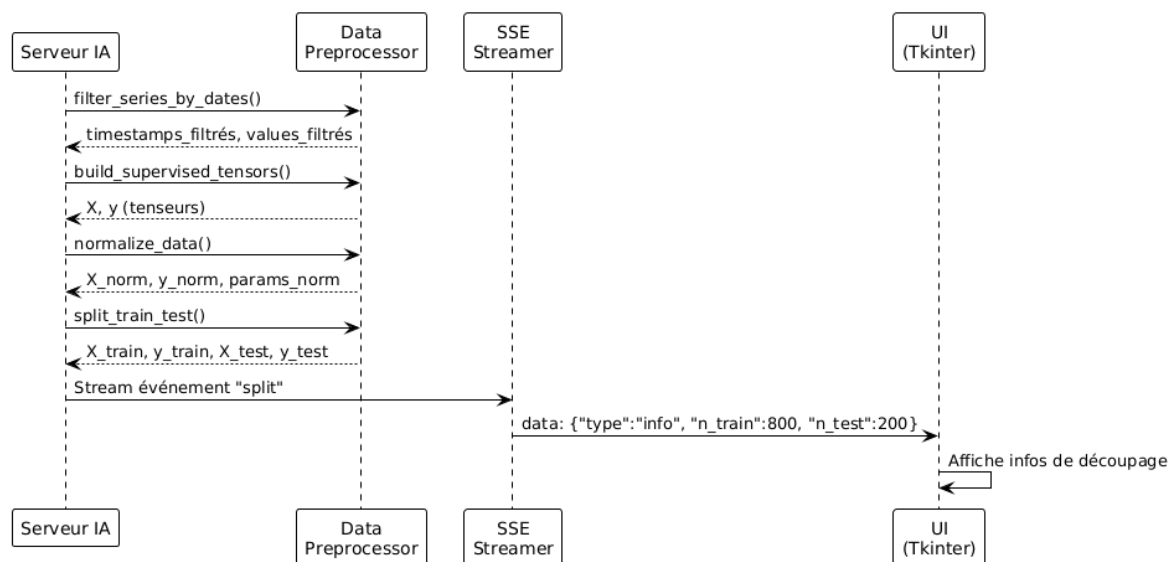 Serveur IA
Data
Preprocessor
SSE
Streamer
UI
(Tkinter)
filter_series_by_dates()
timestamps_filtrés, values_filtrés
build_supervised_tensors()
X, y (tenseurs)
normalize_data()
X_norm, y_norm, params_norm
split_train_test()
X_train, y_train, X_test, y_test
Stream événement "split"
data: {"type":"info", "n_train":800, "n_test":200}
Affiche infos de découpage
Serveur IA
Data
Preprocessor
SSE
Streamer
UI
(Tkinter)